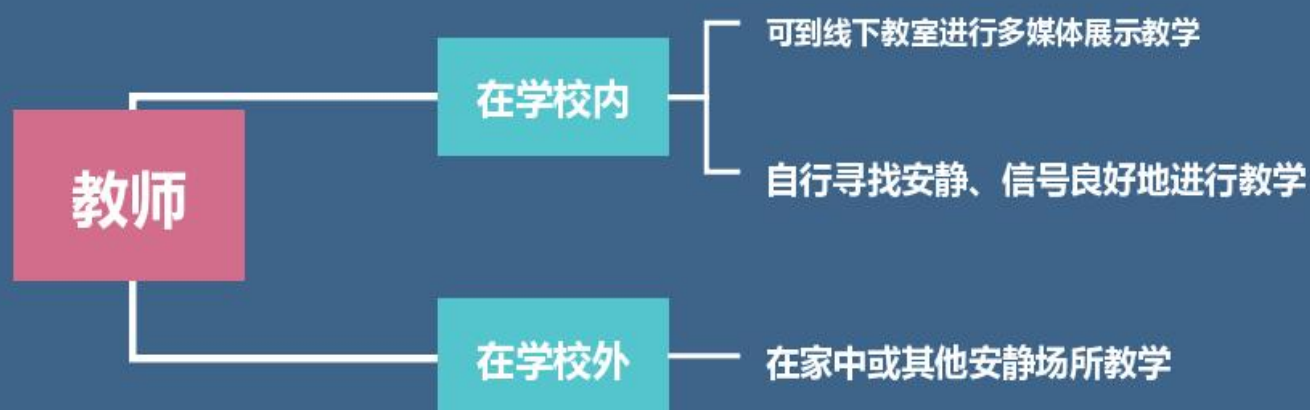 教师
在学校内
可到线下教室进行多媒体展示教学
自行寻找安静、信号良好地进行教学
在学校外
在家中或其他安静场所教学